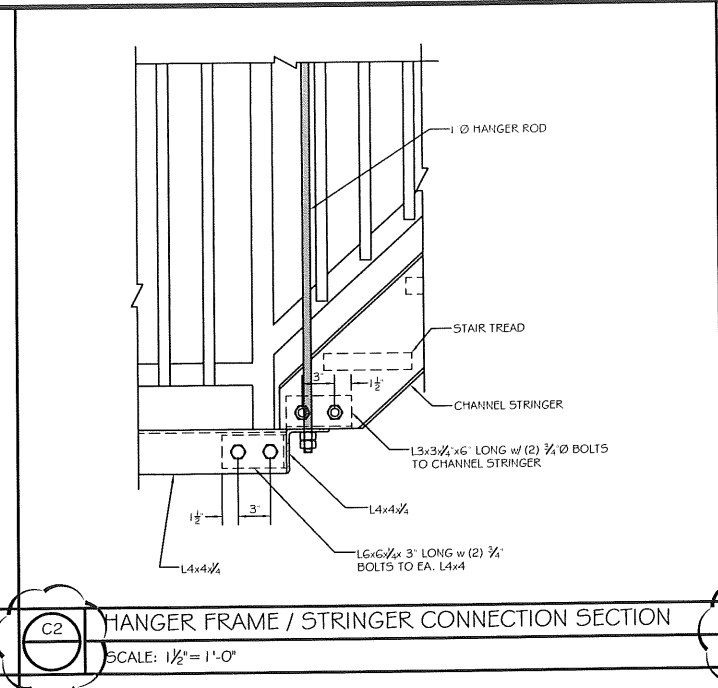 1 Ø HANGER ROD
STAIR TREAD
3"
1½"
CHANNEL STRINGER
L3x3x¼"x6" LONG w/ (2) ¾"Ø BOLTS
TO CHANNEL STRINGER
1½"
3"
L4x4x¼
L6x6x¼x 3" LONG w (2) ¾"
BOLTS TO EA. L4x4
L4x4x¼
C2
HANGER FRAME / STRINGER CONNECTION SECTION
SCALE: 1½"= 1'-0"